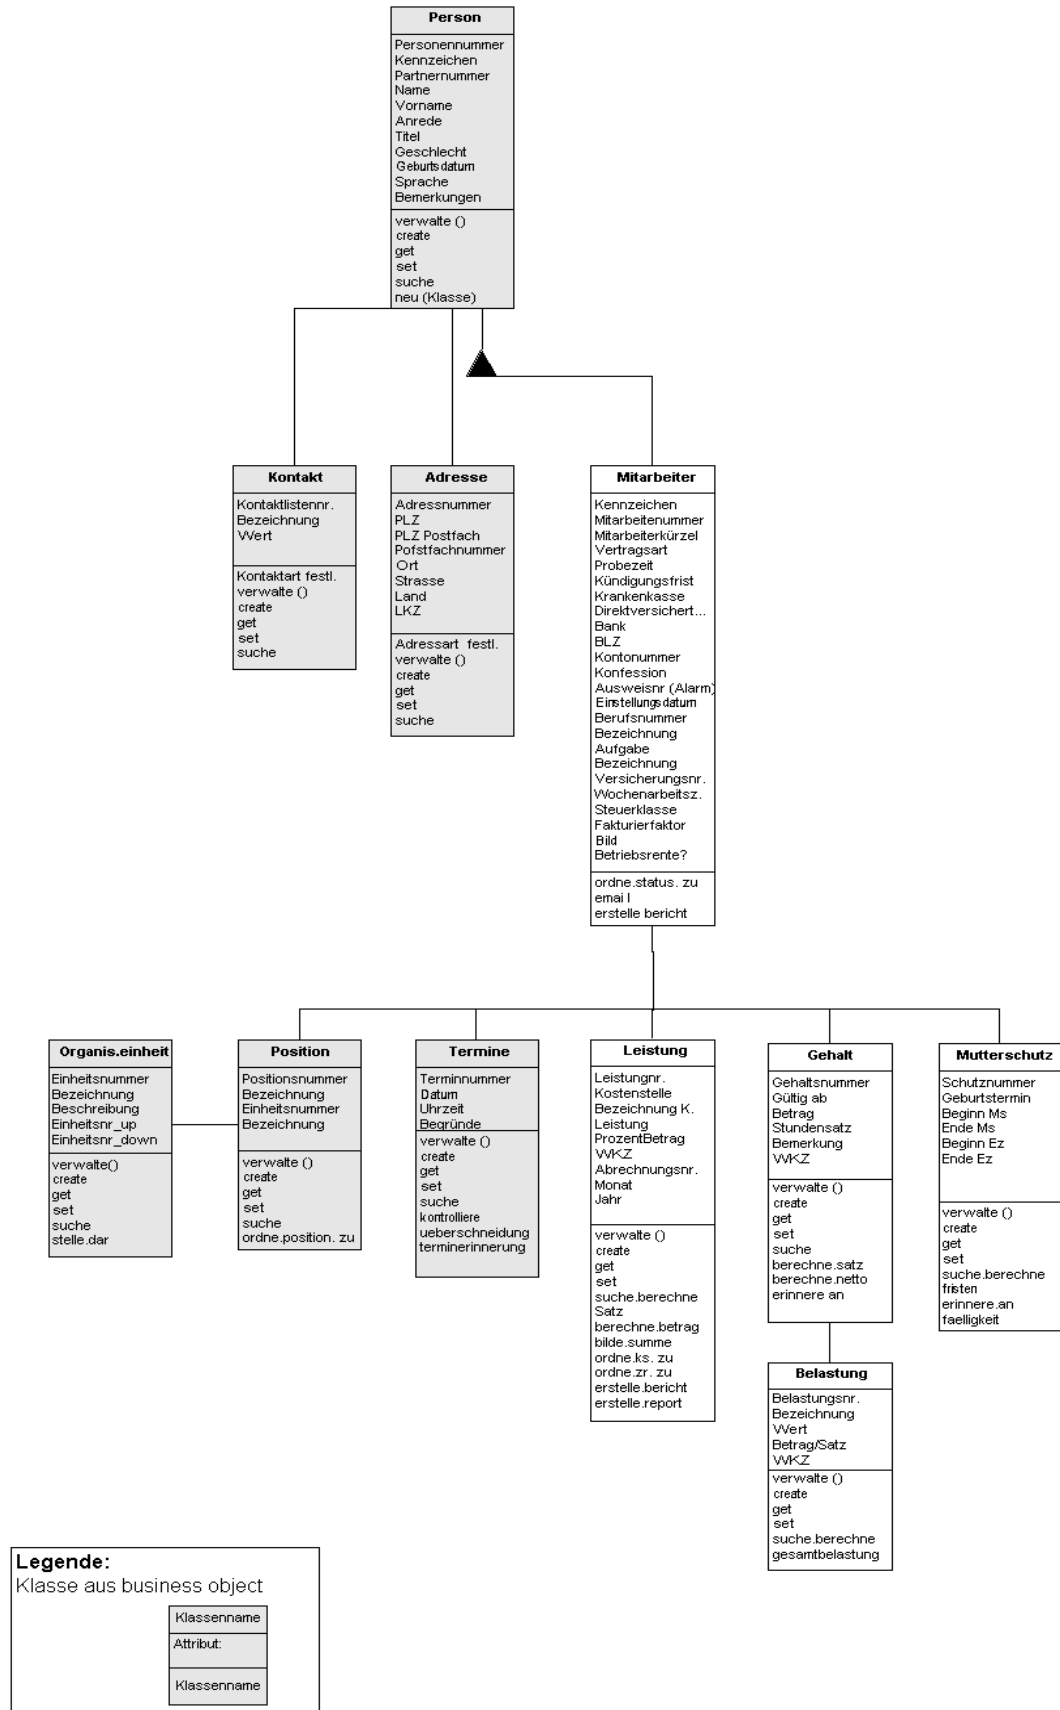 Person
Personennummer
Kennzeichen
Partnernummer
Name
Vorname
Anrede
Titel
Geschlecht
Geburtsdatum
Sprache
Bemerkungen
verwalte ()
create
get
set
suche
neu (Klasse)
Kontakt
Kontaktlistennr.
Bezeichnung
Wert
Kontaktart festl.
verwalte ()
create
get
set
suche
Adresse
Adressnummer
PLZ
PLZ Postfach
Pofstfachnummer
Ort
Strasse
Land
LKZ
Adressart festl.
verwalte ()
create
get
set
suche
Mitarbeiter
Kennzeichen
Mitarbeitenummer
Mitarbeiterkürzel
Vertragsart
Probezeit
Kündigungsfrist
Krankenkasse
Direktversichert...
Bank
BLZ
Kontonummer
Konfession
Ausweisnr (Alarm)
Einstellungsdatum
Berufsnummer
Bezeichnung
Aufgabe
Bezeichnung
Versicherungsnr.
Wochenarbeitsz.
Steuerklasse
Fakturierfaktor
Bild
Betriebsrente?
ordne.status. zu
emai l
erstelle bericht
Organis.einheit
Einheitsnummer
Bezeichnung
Beschreibung
Einheitsnr_up
Einheitsnr_down
verwalte()
create
get
set
suche
stelle.dar
Position
Positionsnummer
Bezeichnung
Einheitsnummer
Bezeichnung
verwalte ()
create
get
set
suche
ordne.position. zu
Termine
Terminnummer
Datum
Uhrzeit
Begründe
verwalte ()
create
get
set
suche
kontrolliere
ueberschneidung
terminerinnerung
Leistung
Leistungnr.
Kostenstelle
Bezeichnung K.
Leistung
ProzentBetrag
WKZ
Abrechnungsnr.
Monat
Jahr
verwalte ()
create
get
set
suche.berechne
Satz
berechne.betrag
bilde.summe
ordne.ks. zu
ordne.zr. zu
erstelle.bericht
erstelle.report
Gehalt
Gehaltsnummer
Gültig ab
Betrag
Stundensatz
Bemerkung
WKZ
verwalte ()
create
get
set
suche
berechne.satz
berechne.netto
erinnere an
Mutterschutz
Schutznummer
Geburtstermin
Beginn Ms
Ende Ms
Beginn Ez
Ende Ez
verwalte ()
create
get
set
suche.berechne
fristen
erinnere.an
faelligkeit
Belastung
Belastungsnr.
Bezeichnung
Wert
Betrag/Satz
WKZ
verwalte ()
create
get
set
suche.berechne
gesamtbelastung
Legende:
Klasse aus business object
Klassenname
Attribut:
Klassenname